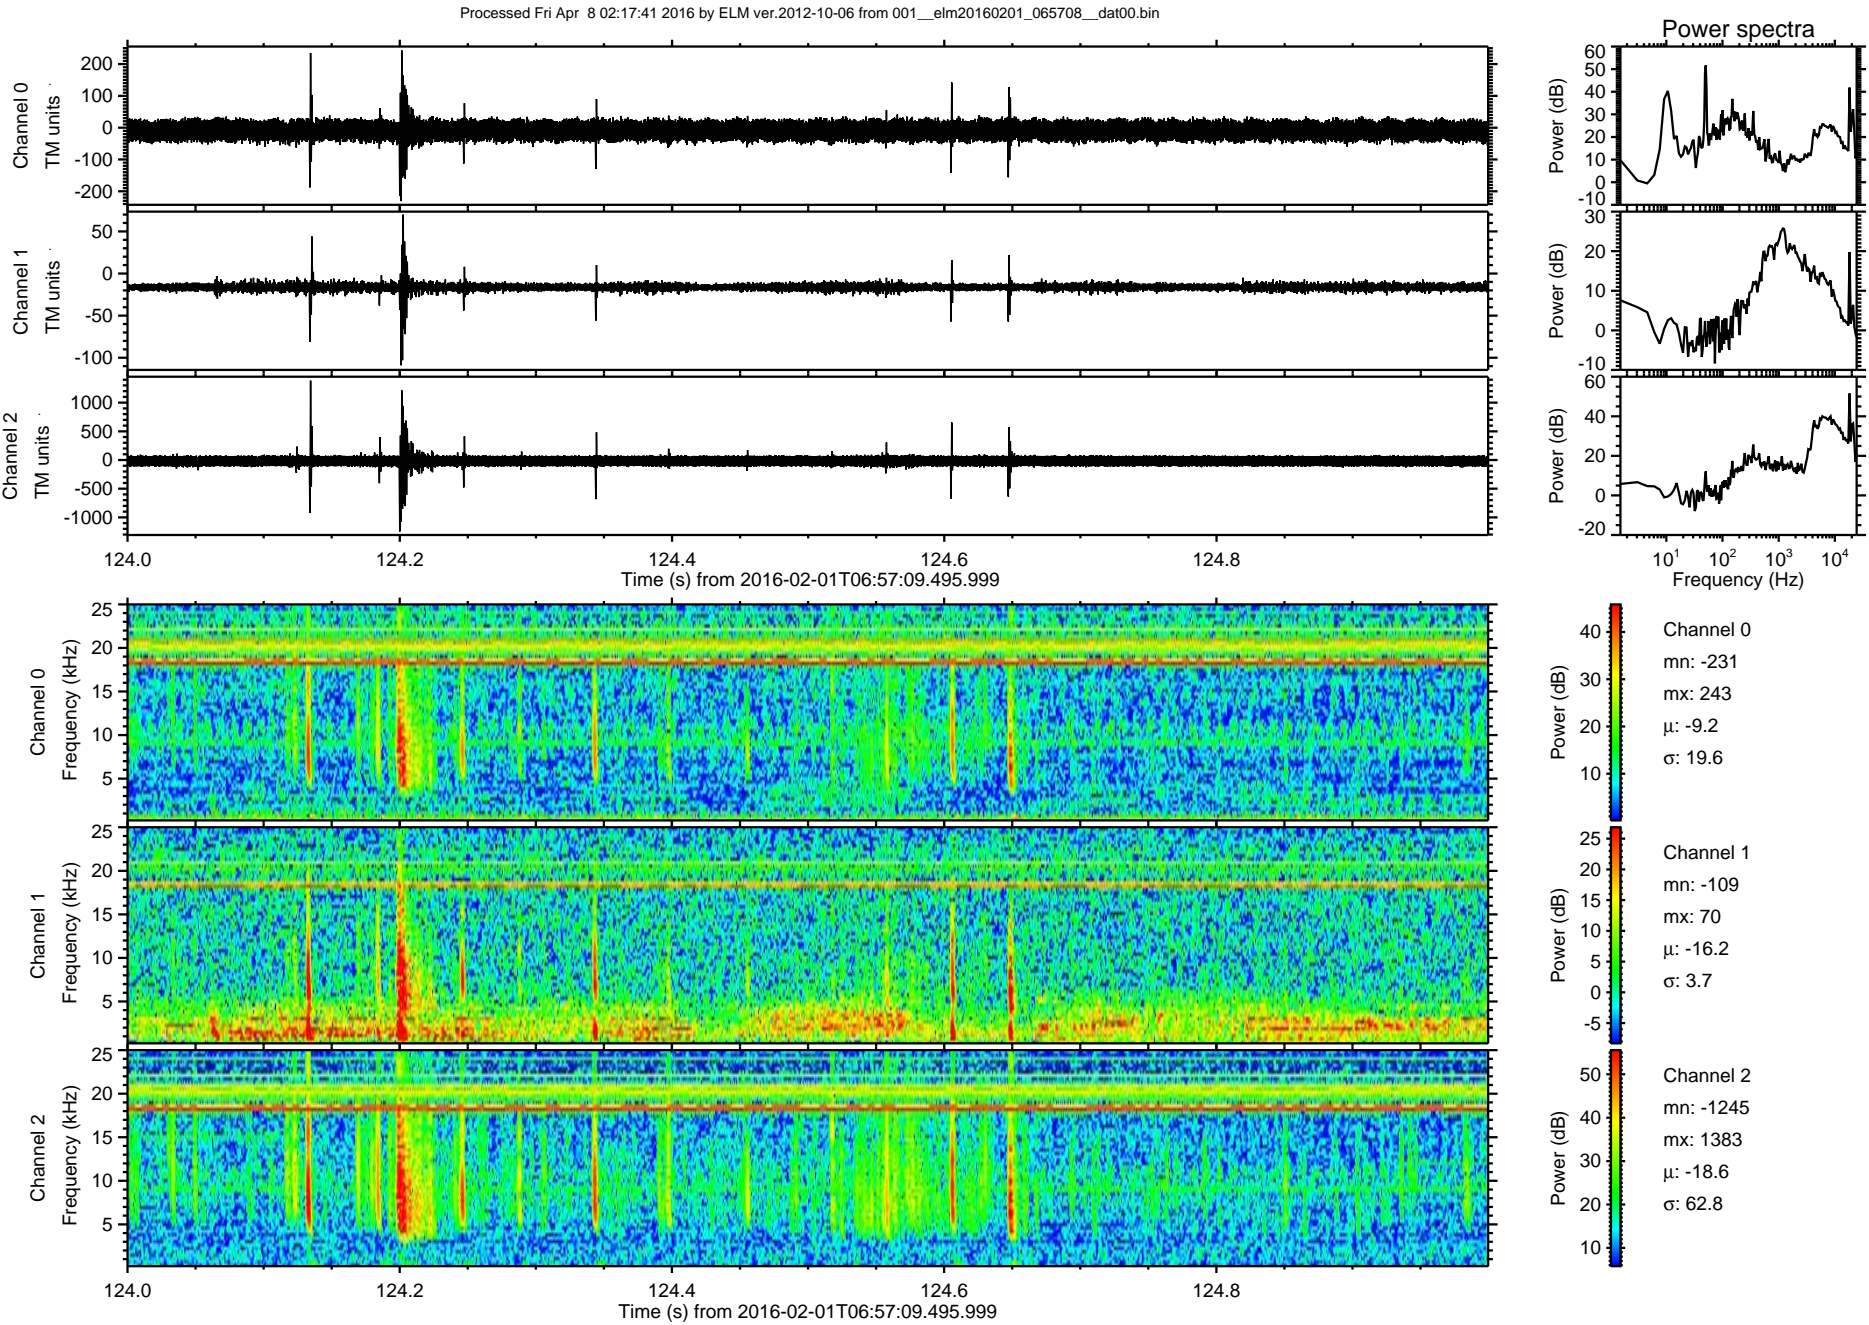 Processed Fri Apr  8 02:17:41 2016 by ELM ver.2012-10-06 from 001__elm20160201_065708__dat00.bin
Power spectra
Channel 0
TM units
200
100
0
-100
-200
Power (dB)
60
50
40
30
20
10
0
-10
Channel 1
TM units
50
0
-50
-100
Power (dB)
30
20
10
0
-10
Channel 2
TM units
1000
500
0
-500
-1000
Power (dB)
60
40
20
0
-20
124.0 124.2 124.4 124.6 124.8
Time (s) from 2016-02-01T06:57:09.495.999
10^1 10^2 10^3 10^4
Frequency (Hz)
Channel 0
Frequency (kHz)
25
20
15
10
5
Power (dB)
40
30
20
10
Channel 0
mn: -231
mx: 243
μ: -9.2
σ: 19.6
Channel 1
Frequency (kHz)
25
20
15
10
5
Power (dB)
25
20
15
10
5
0
-5
Channel 1
mn: -109
mx: 70
μ: -16.2
σ: 3.7
Channel 2
Frequency (kHz)
25
20
15
10
5
Power (dB)
50
40
30
20
10
Channel 2
mn: -1245
mx: 1383
μ: -18.6
σ: 62.8
124.0 124.2 124.4 124.6 124.8
Time (s) from 2016-02-01T06:57:09.495.999